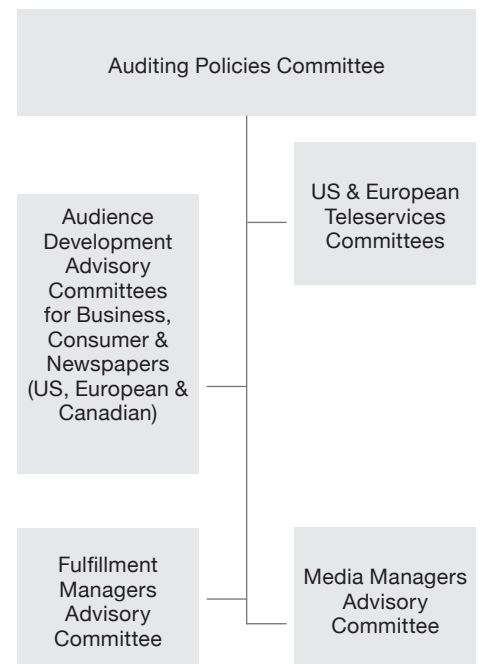 Auditing Policies Committee
US & European
Teleservices
Committees
Audience
Development
Advisory
Committees
for Business,
Consumer &
Newspapers
(US, European &
Canadian)
Fulfillment
Managers
Advisory
Committee
Media Managers
Advisory
Committee